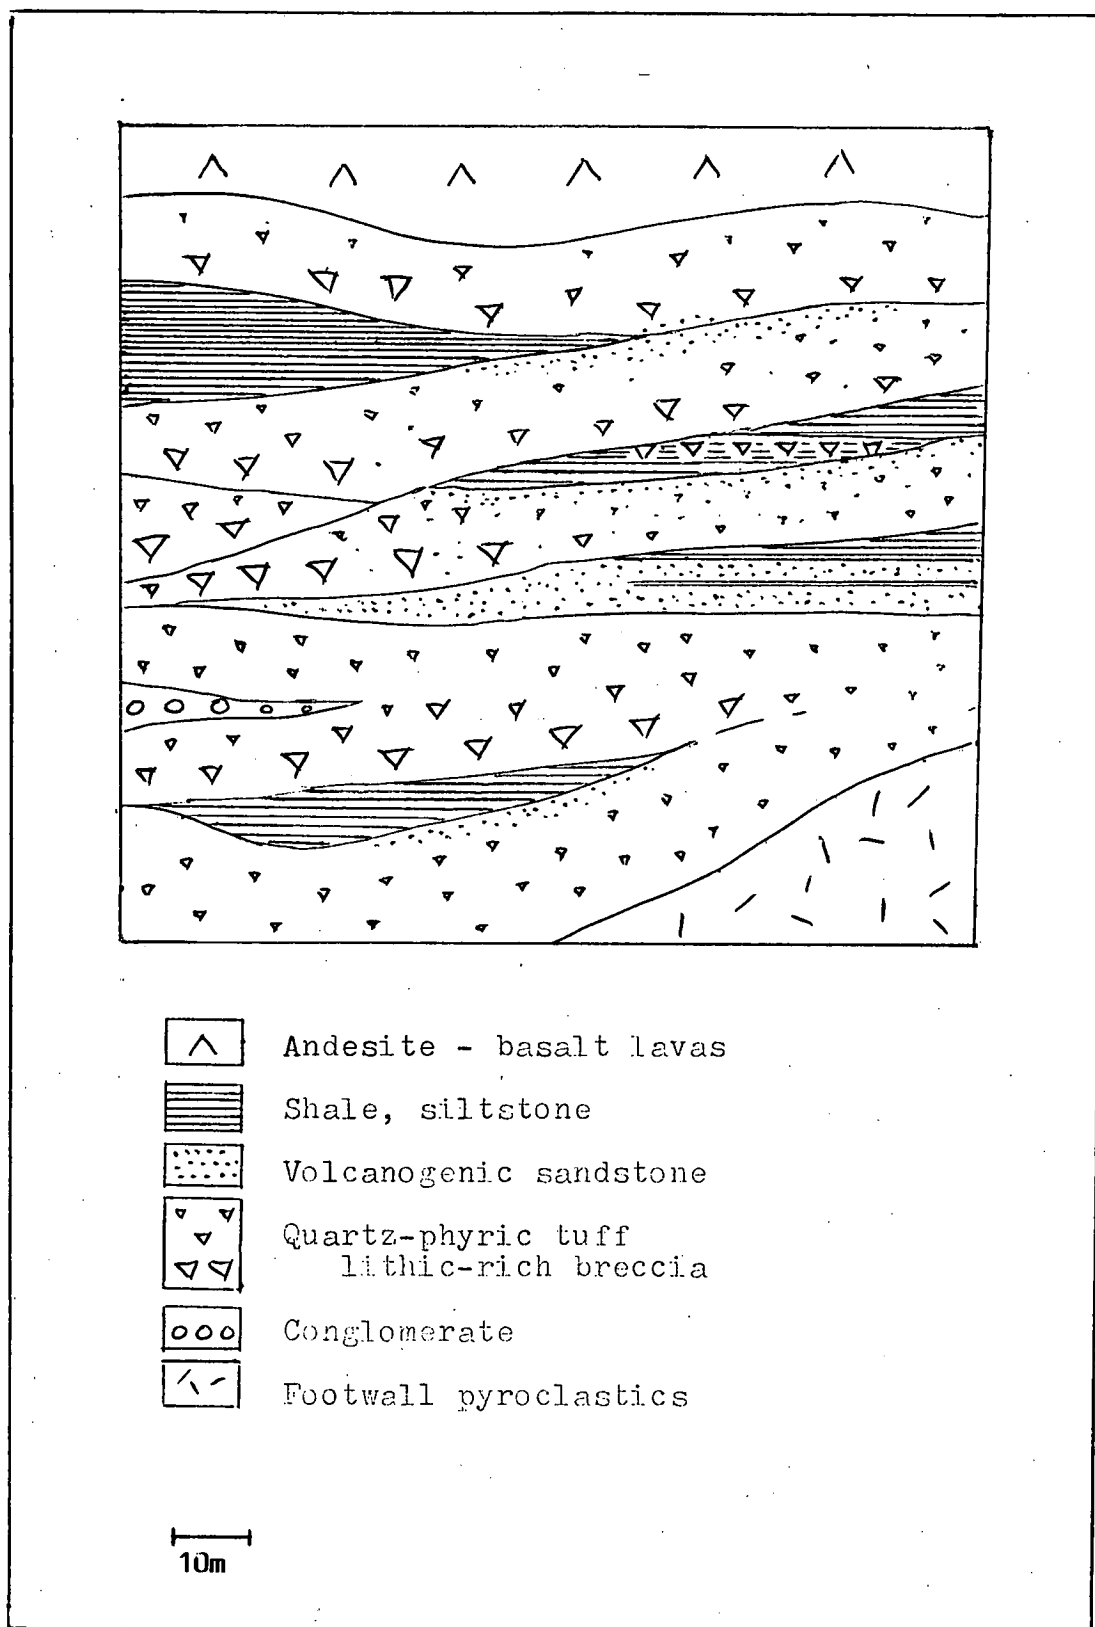 Andesite - basalt lavas
Shale, siltstone
Volcanogenic sandstone
Quartz-phyric tuff
lithic-rich breccia
Conglomerate
Footwall pyroclastics
10m